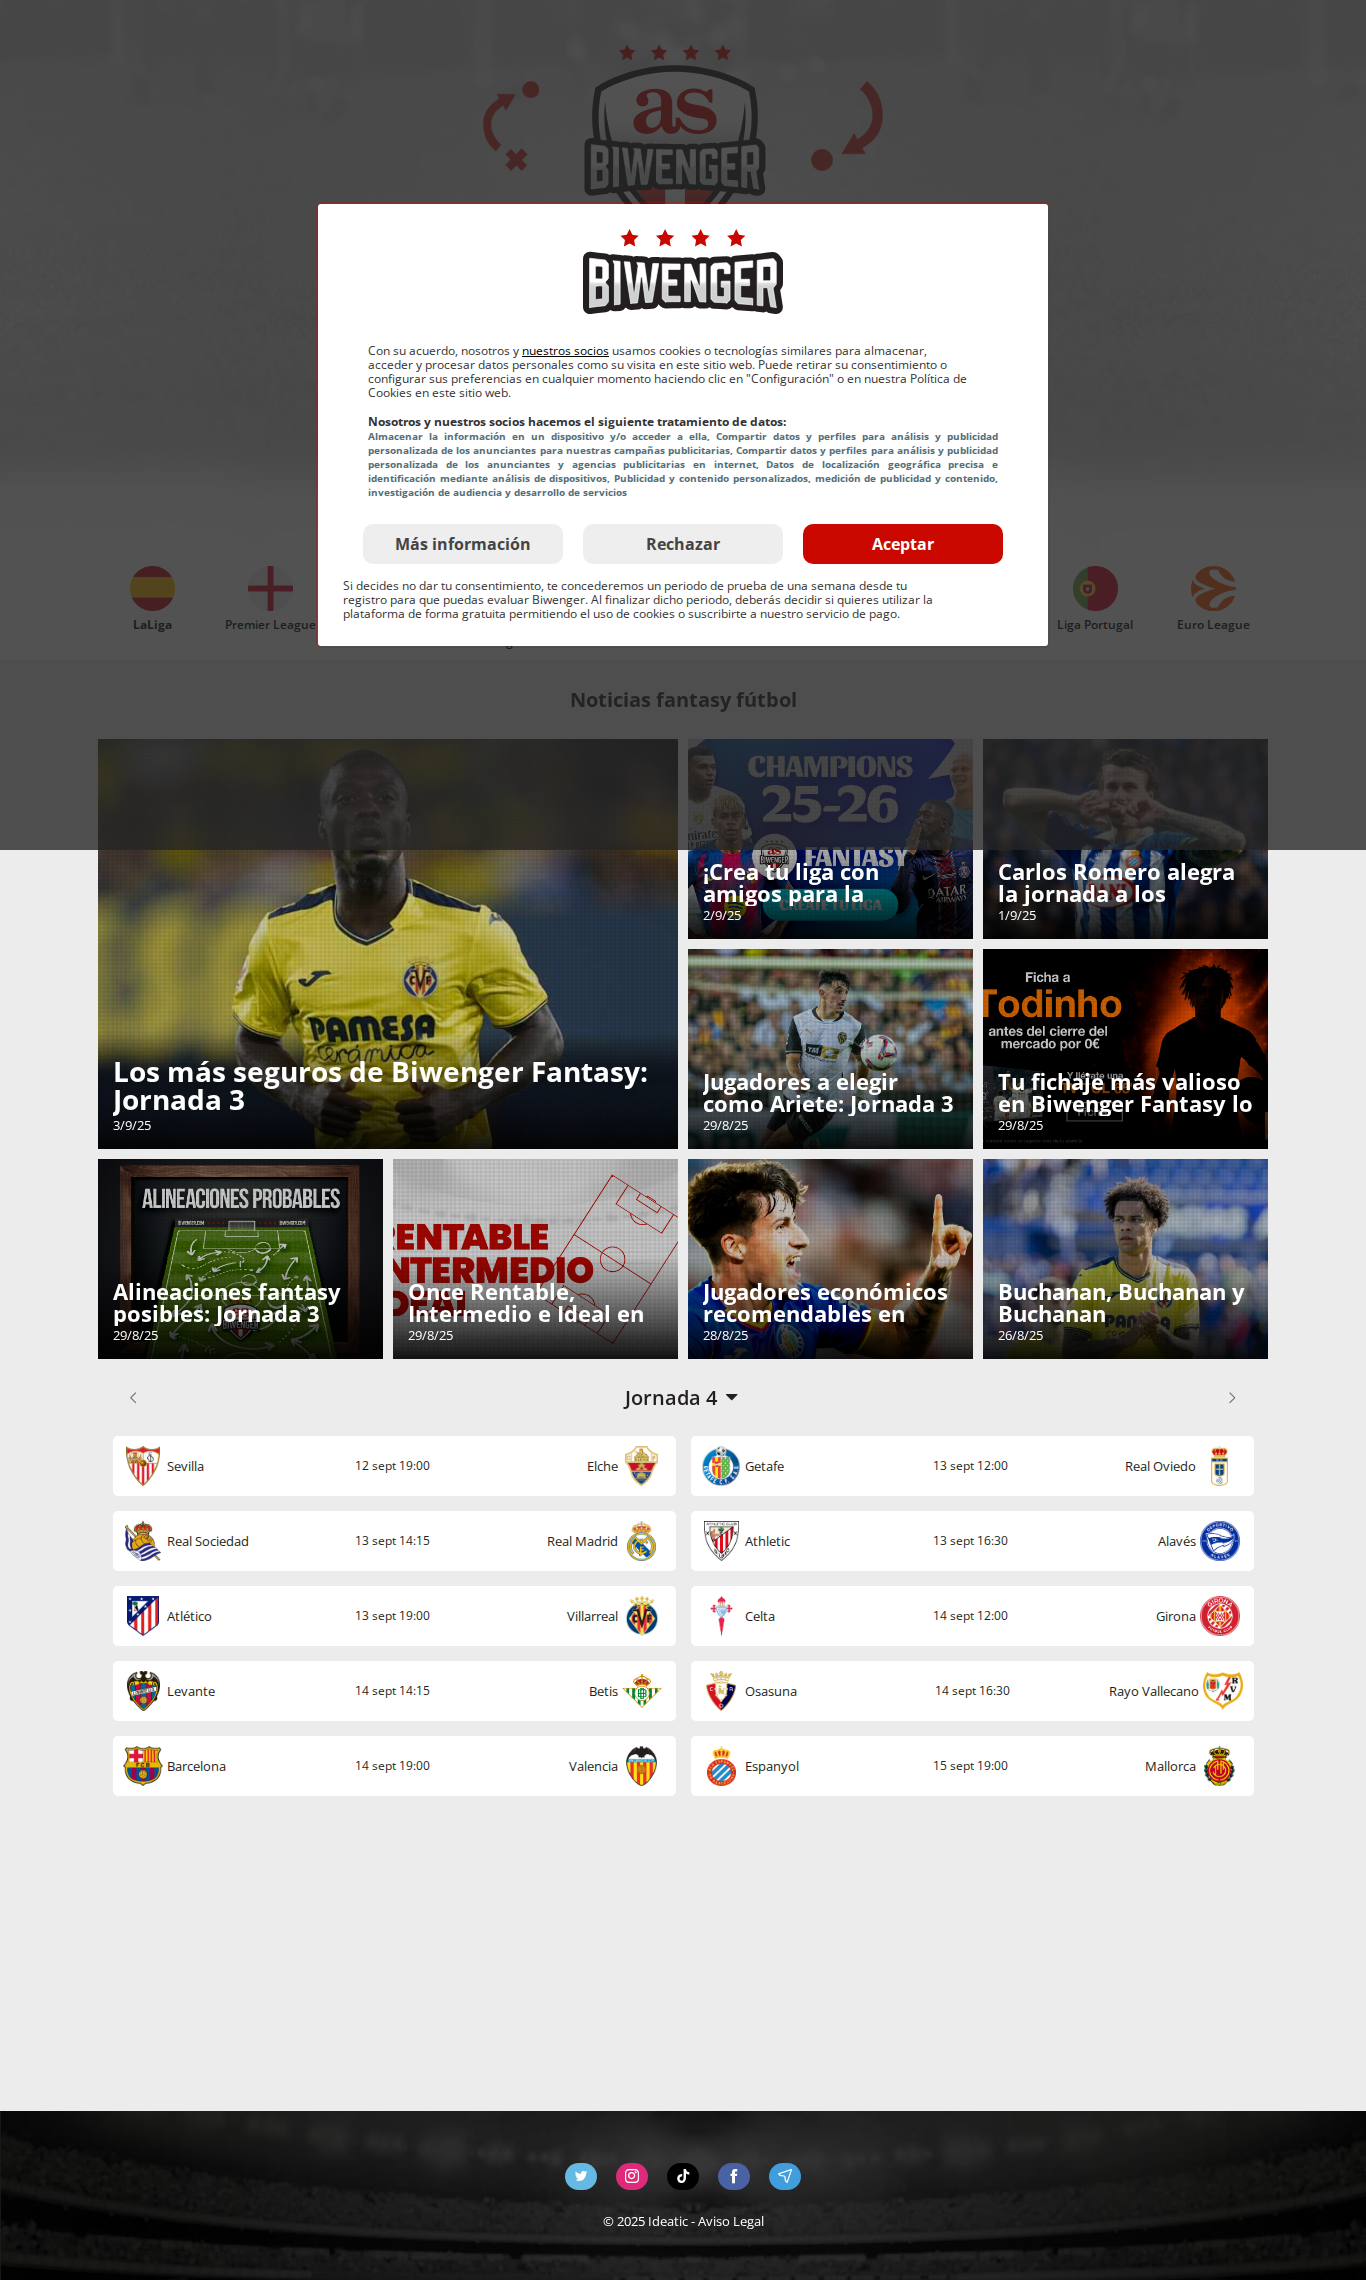 as
BIWENGER
BIWENGER
Con su acuerdo, nosotros y nuestros socios usamos cookies o tecnologías similares para almacenar,
acceder y procesar datos personales como su visita en este sitio web. Puede retirar su consentimiento o
configurar sus preferencias en cualquier momento haciendo clic en "Configuración" o en nuestra Política de
Cookies en este sitio web.
Nosotros y nuestros socios hacemos el siguiente tratamiento de datos:
Almacenar la información en un dispositivo y/o acceder a ella, Compartir datos y perfiles para análisis y publicidad
personalizada de los anunciantes para nuestras campañas publicitarias, Compartir datos y perfiles para análisis y publicidad
personalizada de los anunciantes y agencias publicitarias en internet, Datos de localización geográfica precisa e
identificación mediante análisis de dispositivos, Publicidad y contenido personalizados, medición de publicidad y contenido,
investigación de audiencia y desarrollo de servicios
Más información
Rechazar
Aceptar
Si decides no dar tu consentimiento, te concederemos un periodo de prueba de una semana desde tu
registro para que puedas evaluar Biwenger. Al finalizar dicho periodo, deberás decidir si quieres utilizar la
plataforma de forma gratuita permitiendo el uso de cookies o suscribirte a nuestro servicio de pago.
LaLiga
Premier League
Liga Portugal
Euro League
Noticias fantasy fútbol
PAMESA
cerámica
Los más seguros de Biwenger Fantasy:
Jornada 3
3/9/25
CHAMPIONS
25-26
FANTASY
CRÉATE TU LIGA
¡Crea tu liga con
amigos para la
2/9/25
Carlos Romero alegra
la jornada a los
1/9/25
Jugadores a elegir
como Ariete: Jornada 3
29/8/25
Ficha a
Todinho
antes del cierre del
mercado por 0€
Y llévate una
Tu fichaje más valioso
en Biwenger Fantasy lo
29/8/25
ALINEACIONES PROBABLES
Alineaciones fantasy
posibles: Jornada 3
29/8/25
RENTABLE
INTERMEDIO
Once Rentable,
Intermedio e Ideal en
29/8/25
Jugadores económicos
recomendables en
28/8/25
PAMESA
Buchanan, Buchanan y
Buchanan
26/8/25
Jornada 4
Sevilla 12 sept 19:00 Elche
Getafe 13 sept 12:00 Real Oviedo
Real Sociedad 13 sept 14:15 Real Madrid
Athletic 13 sept 16:30 Alavés
Atlético 13 sept 19:00 Villarreal
Celta 14 sept 12:00 Girona
Levante 14 sept 14:15 Betis
Osasuna 14 sept 16:30 Rayo Vallecano
Barcelona 14 sept 19:00 Valencia
Espanyol 15 sept 19:00 Mallorca
© 2025 Ideatic - Aviso Legal